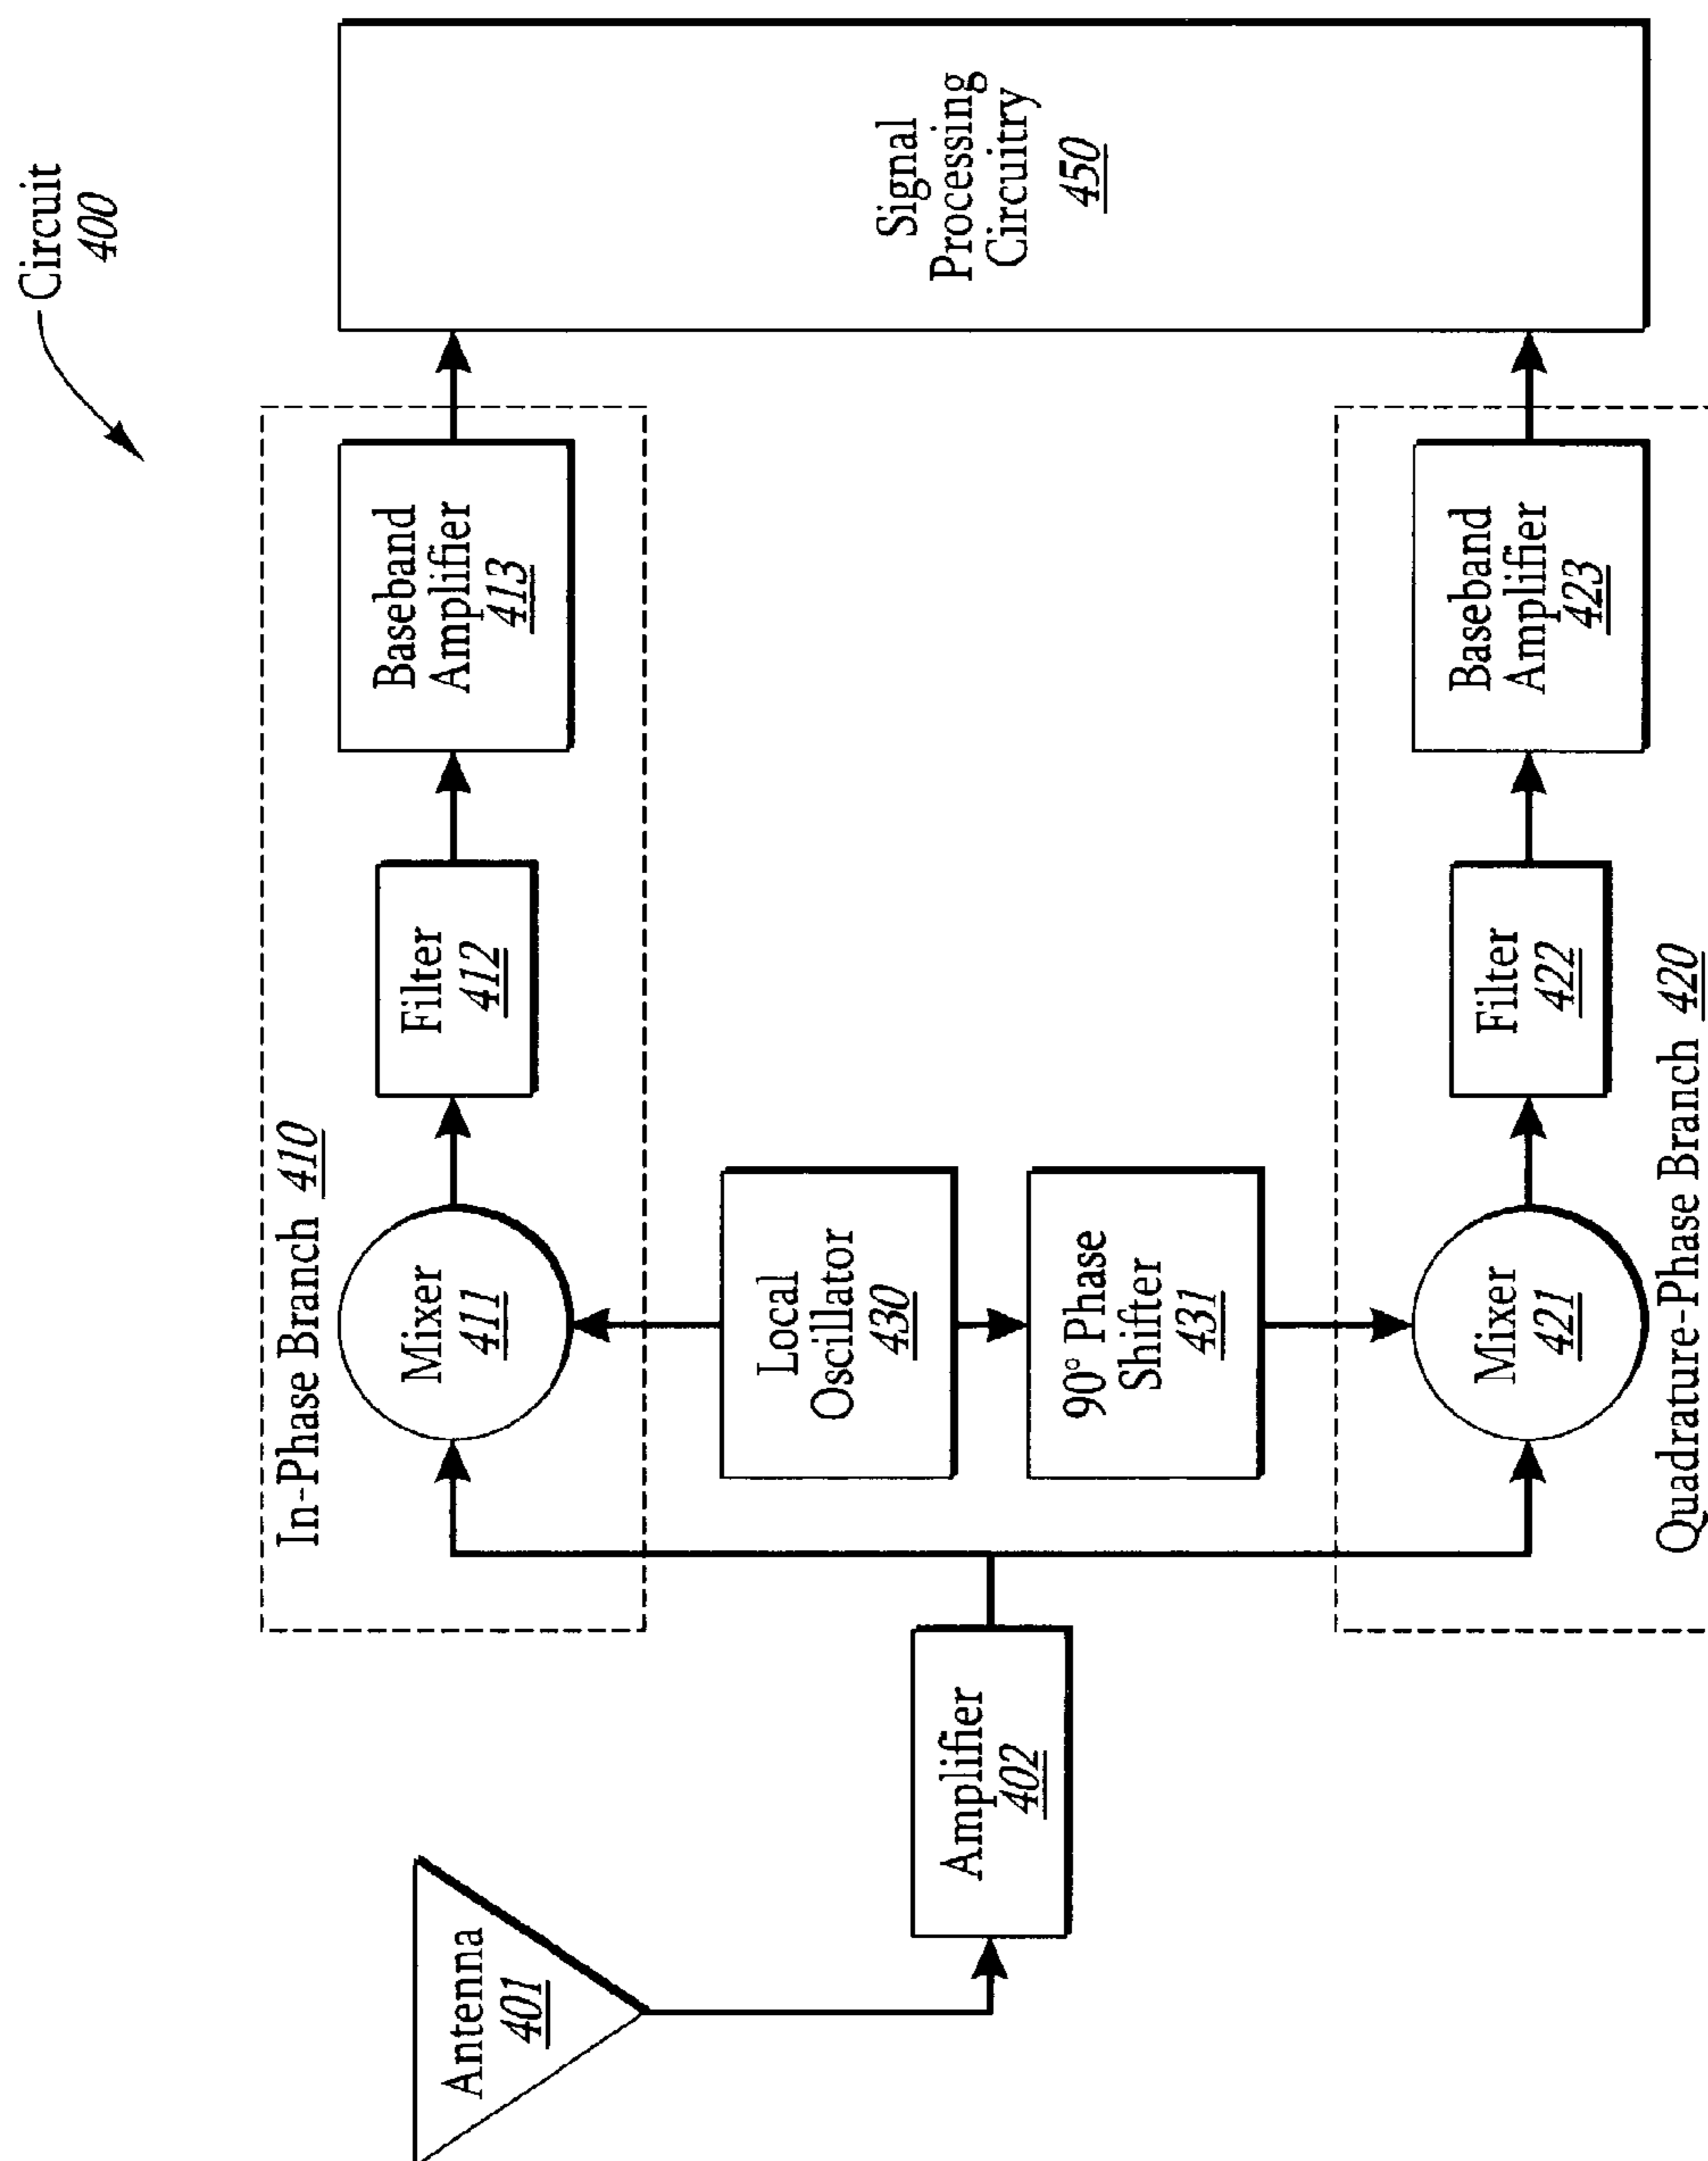 Circuit
400
In-Phase Branch 410
Mixer
411
Filter
412
Baseband
Amplifier
413
Antenna
401
Amplifier
402
Local
Oscillator
430
90° Phase
Shifter
431
Signal
Processing
Circuitry
450
Mixer
421
Filter
422
Baseband
Amplifier
423
Quadrature-Phase Branch 420